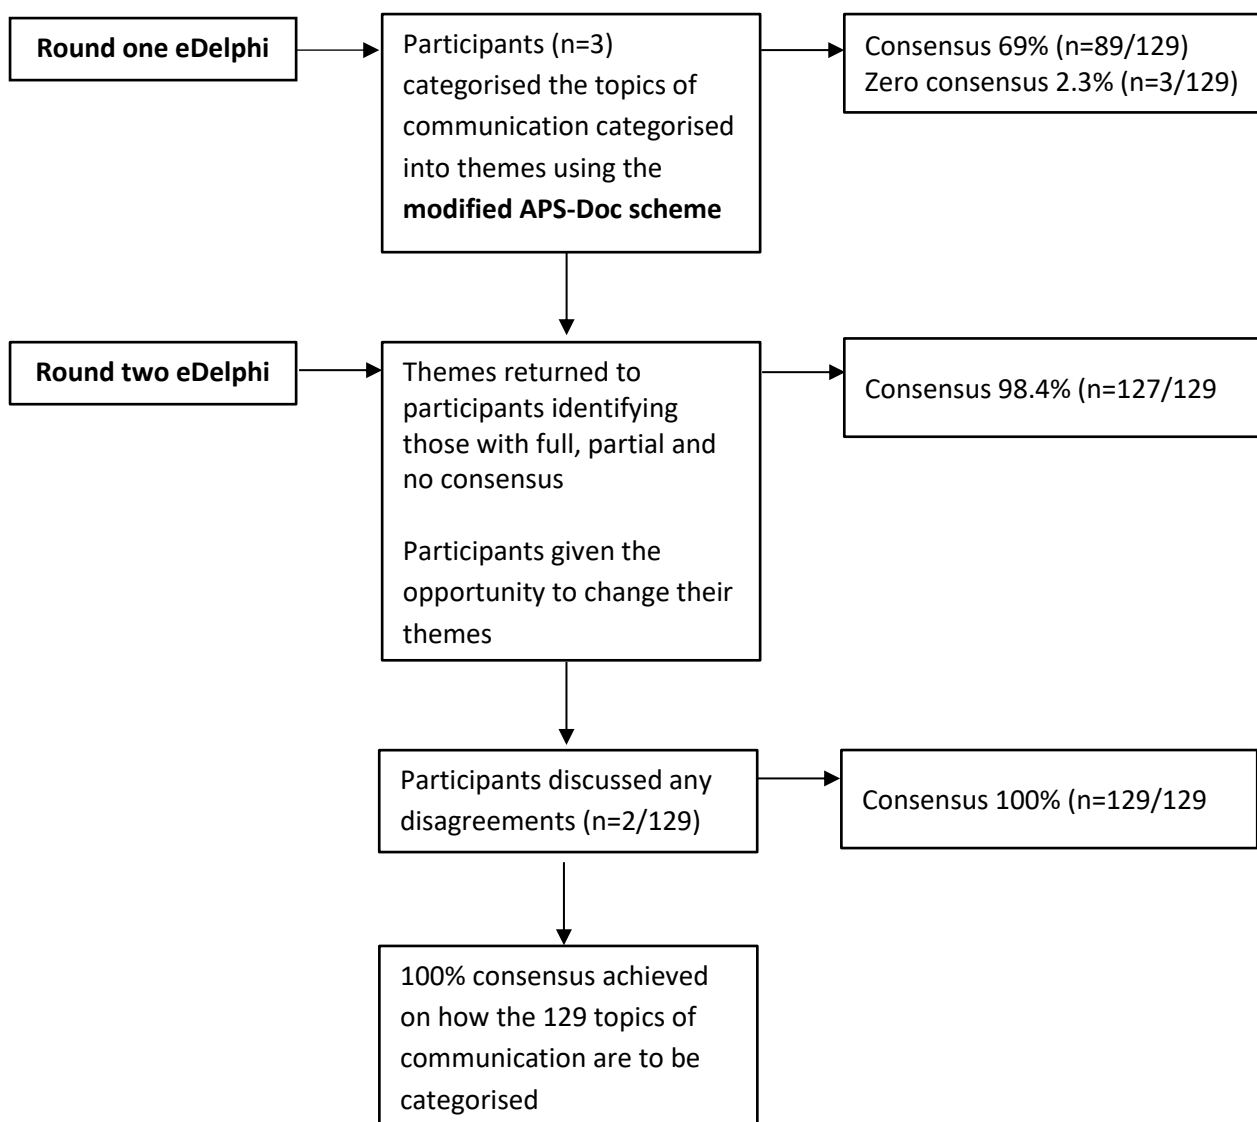 Round one eDelphi
Participants (n=3)
categorised the topics of
communication categorised
into themes using the
modified APS-Doc scheme
Consensus 69% (n=89/129)
Zero consensus 2.3% (n=3/129)
Round two eDelphi
Themes returned to
participants identifying
those with full, partial and
no consensus
Participants given the
opportunity to change their
themes
Consensus 98.4% (n=127/129
Participants discussed any
disagreements (n=2/129)
Consensus 100% (n=129/129
100% consensus achieved
on how the 129 topics of
communication are to be
categorised